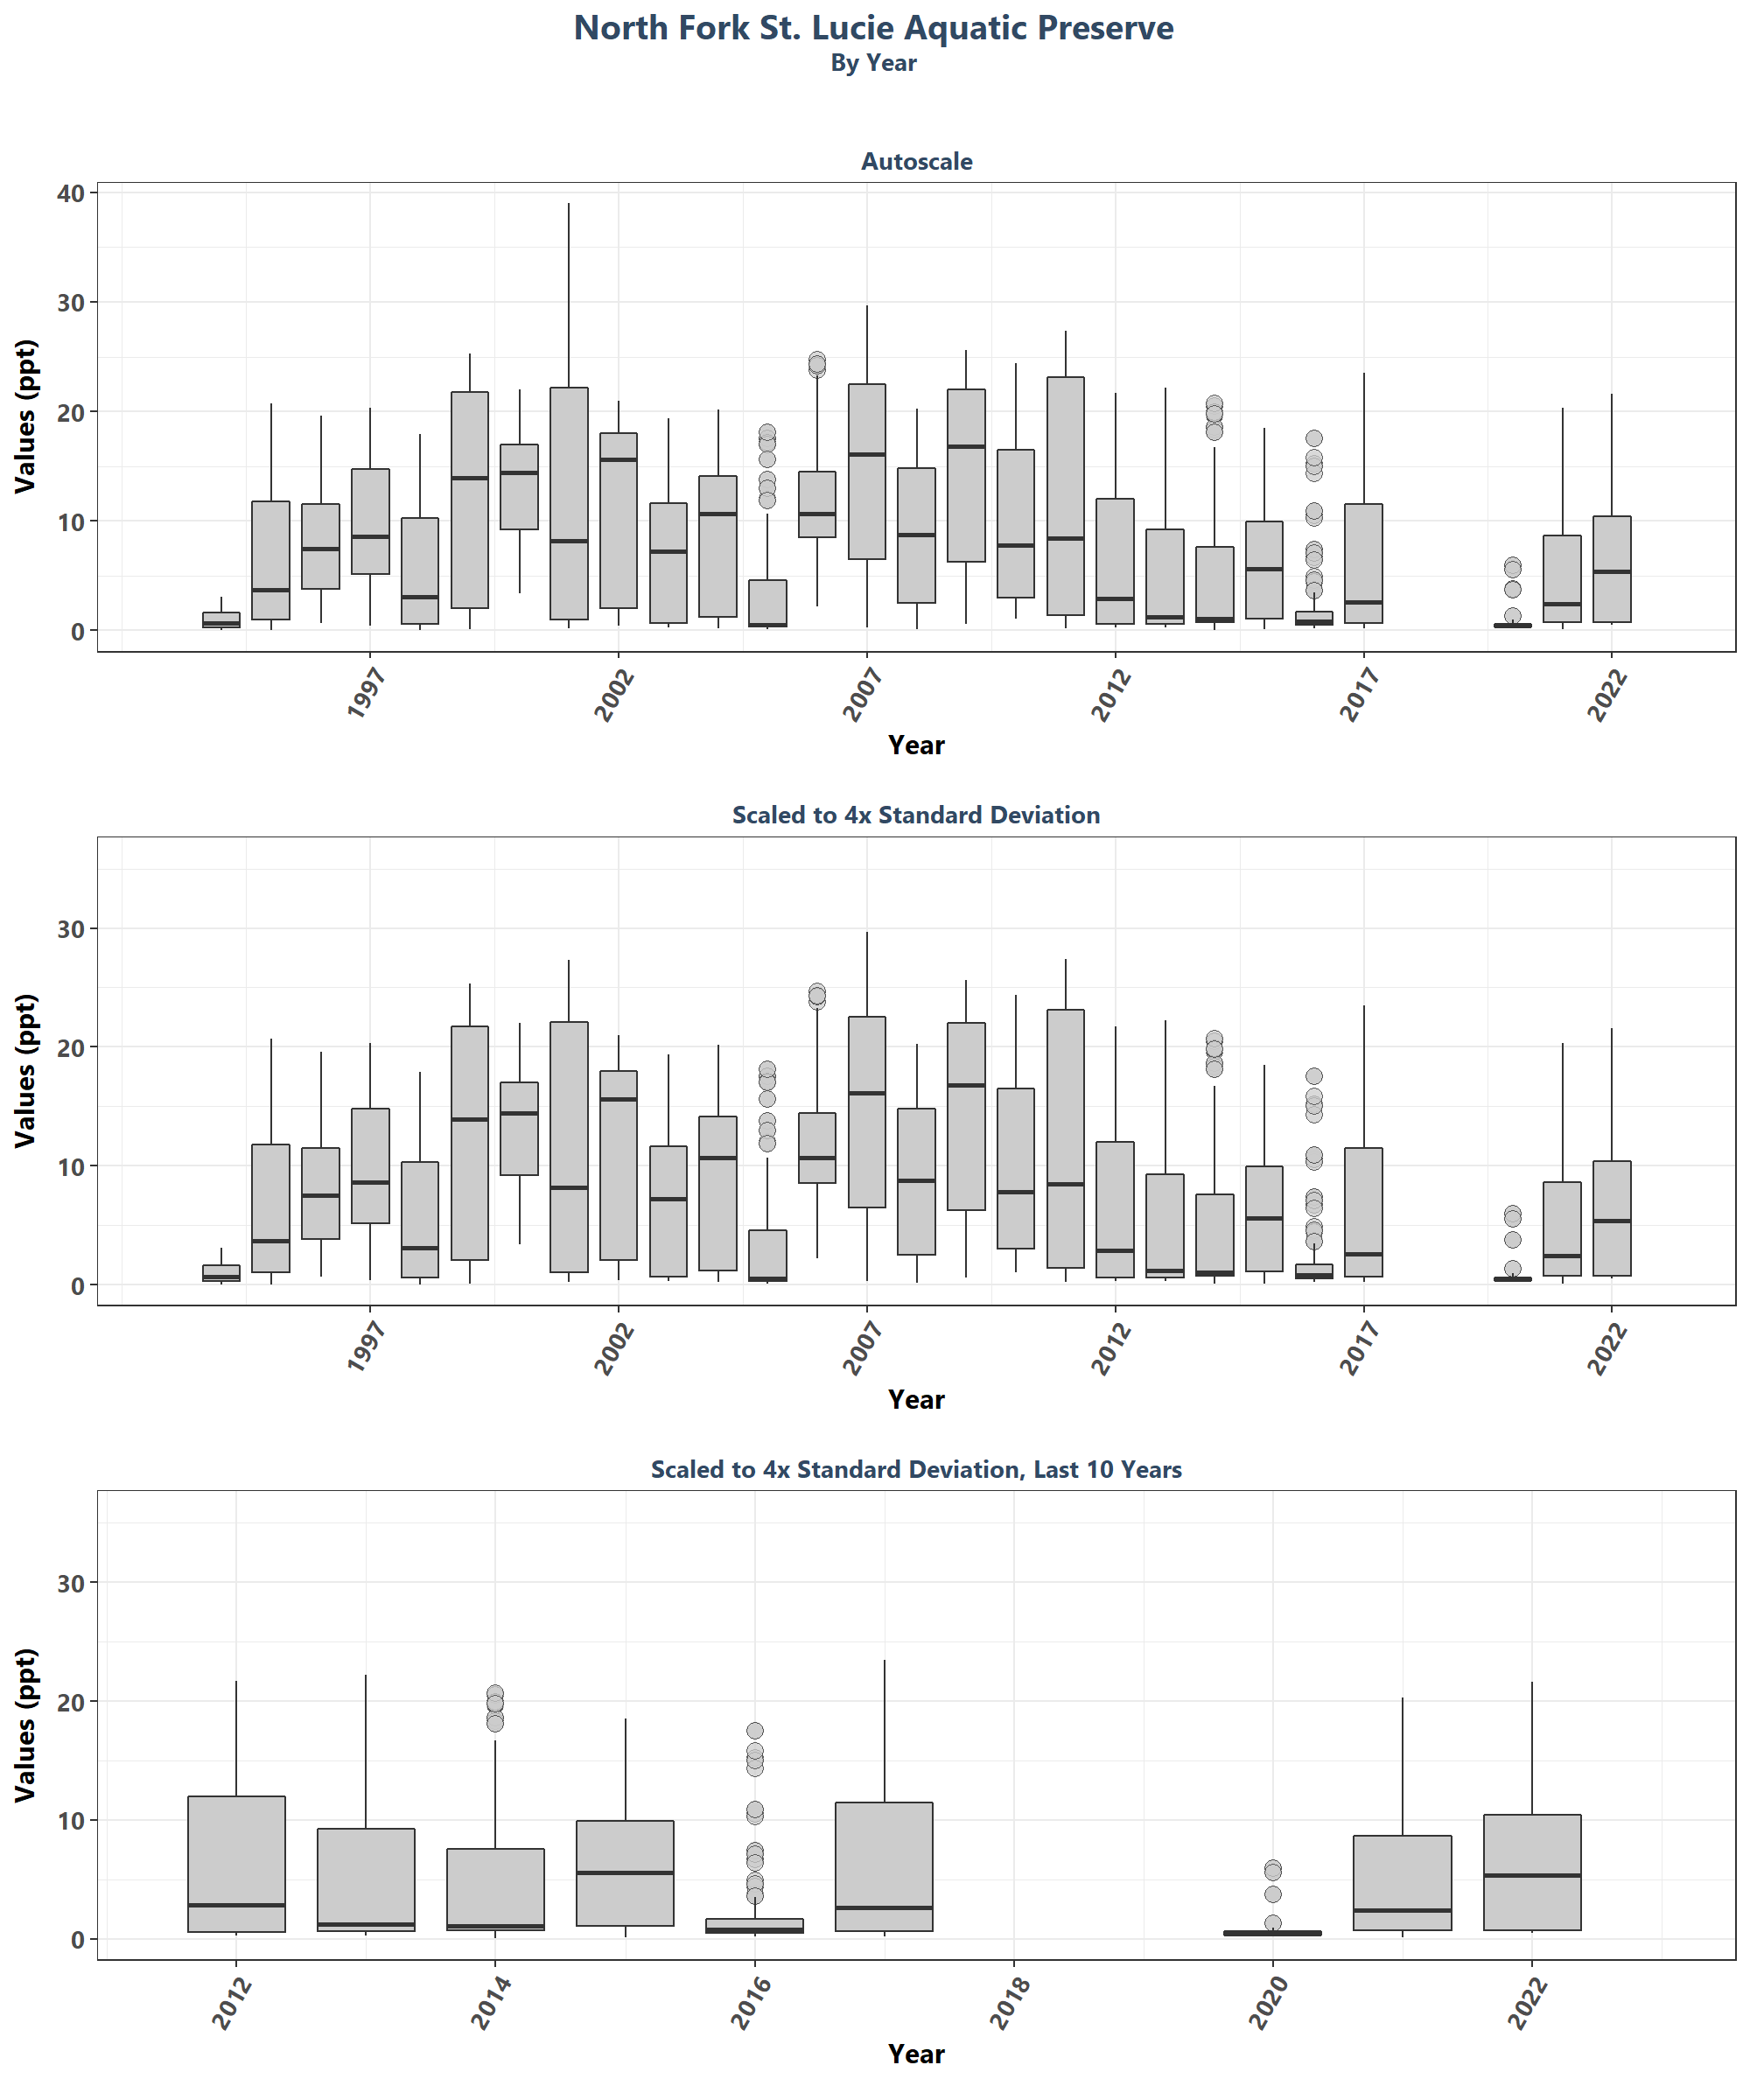 North Fork St. Lucie Aquatic Preserve
By Year
Autoscale
Values (ppt)
40
30
20
10
0
1997 2002 2007 2012 2017 2022
Year
Scaled to 4x Standard Deviation
Values (ppt)
30
20
10
0
1997 2002 2007 2012 2017 2022
Year
Scaled to 4x Standard Deviation, Last 10 Years
Values (ppt)
30
20
10
0
2012 2014 2016 2018 2020 2022
Year